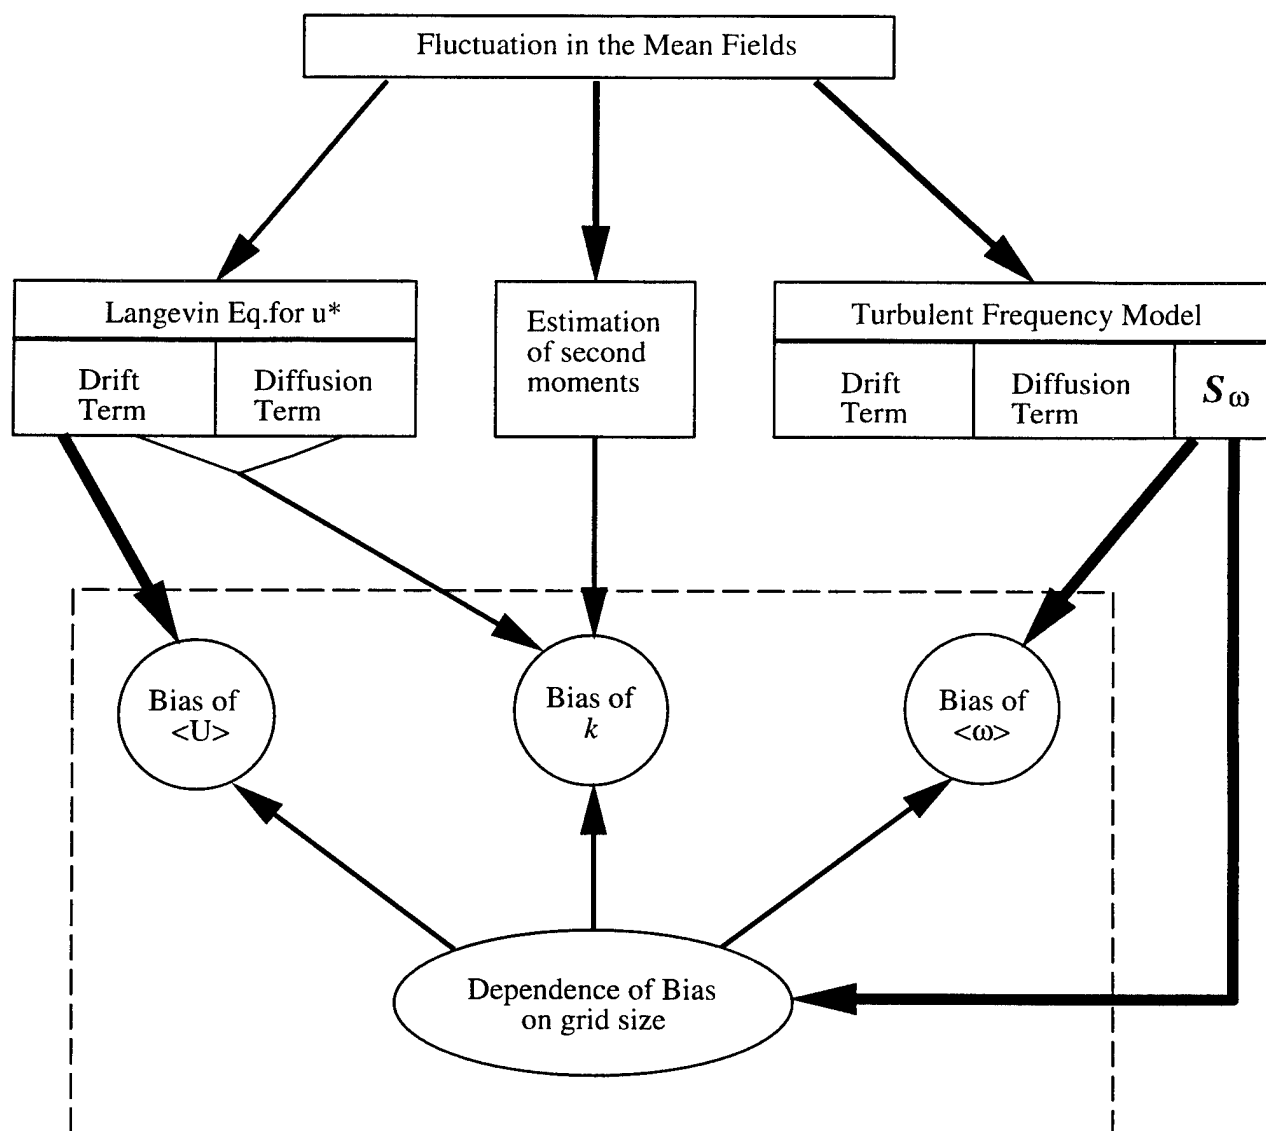 Fluctuation in the Mean Fields
Langevin Eq.for u*
Drift
Term
Diffusion
Term
Estimation
of second
moments
Turbulent Frequency Model
Drift
Term
Diffusion
Term
Sω
Bias of
<U>
Bias of
k
Bias of
<ω>
Dependence of Bias
on grid size